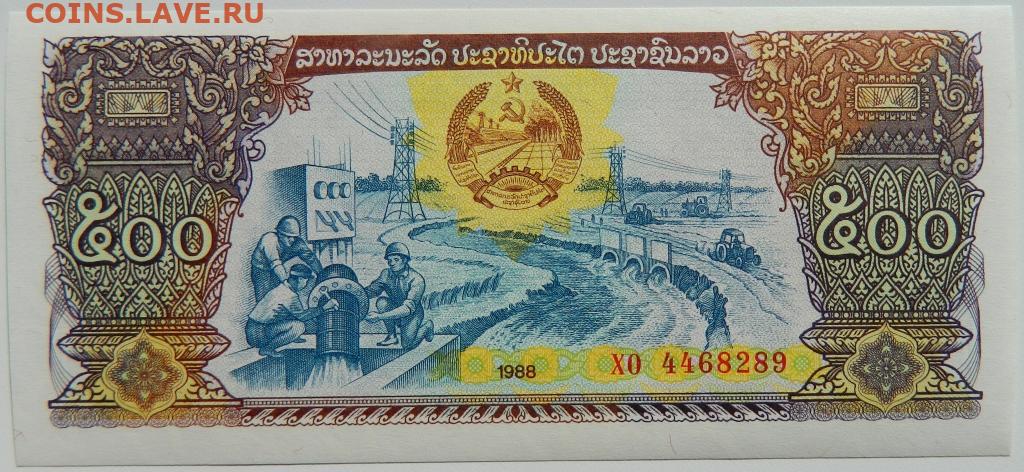 COINS.LAVE.RU
ສາທາລະນະລັດ ປະຊາທິປະໄຕ ປະຊາຊົນລາວ
໕໐໐ ໕໐໐
1988 XO 4468289